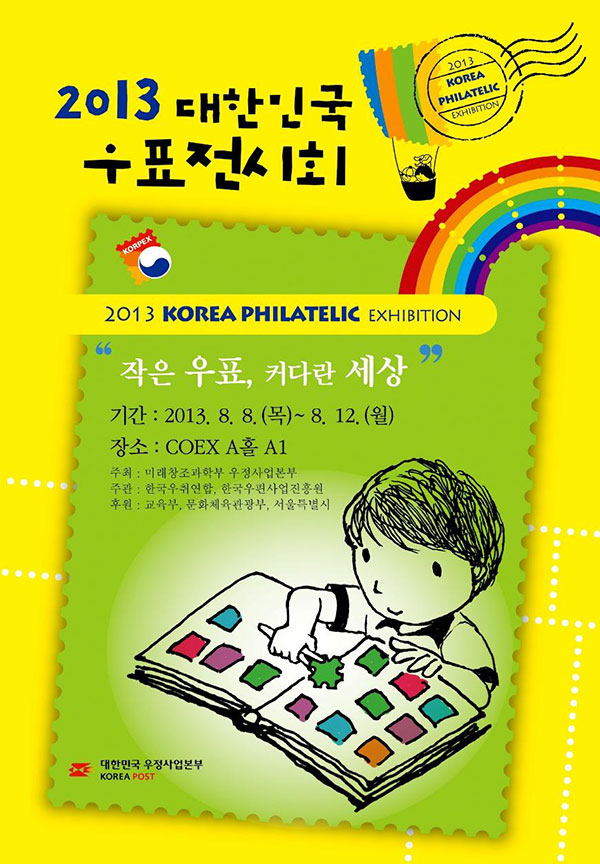 2013 대한민국
우표전시회
2013
KOREA
PHILATELIC
EXHIBITION
KORPEX
2013 KOREA PHILATELIC EXHIBITION
“ 작은 우표, 커다란 세상 ”
기간 : 2013. 8. 8.(목)~ 8. 12.(월)
장소 : COEX A홀 A1
주최 : 미래창조과학부 우정사업본부
주관 : 한국우취연합, 한국우편사업진흥원
후원 : 교육부, 문화체육관광부, 서울특별시
대한민국 우정사업본부
KOREA POST